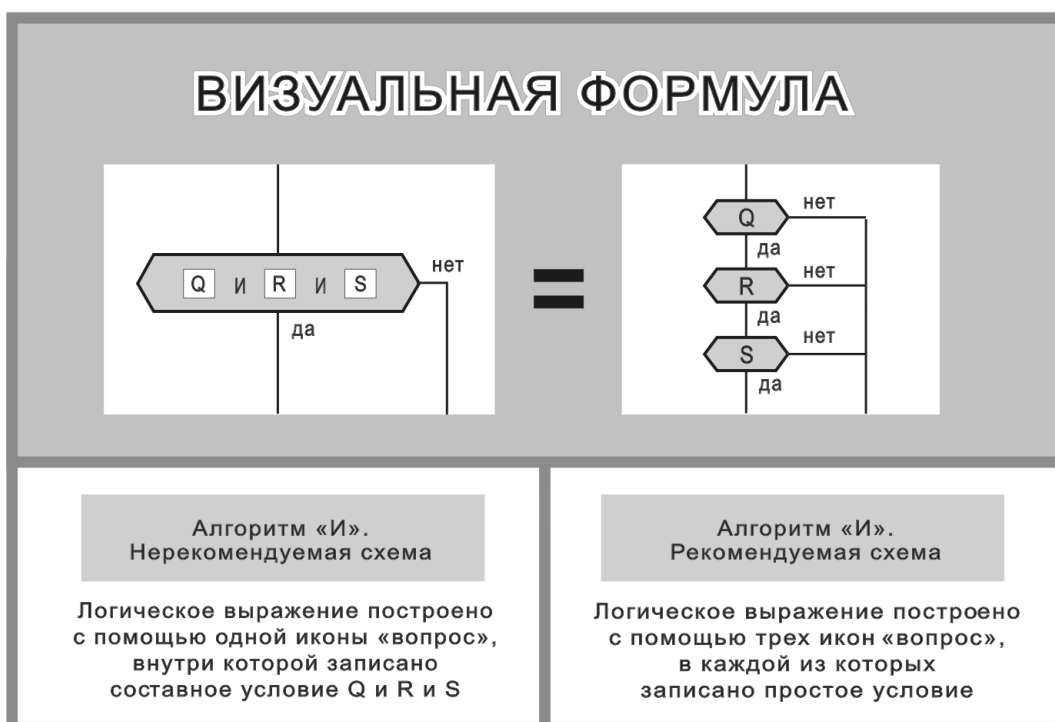 ВИЗУАЛЬНАЯ ФОРМУЛА
Q и R и S
нет
да
=
Q
нет
да
R
нет
да
S
нет
да
Алгоритм «И».
Нерекомендуемая схема
Логическое выражение построено
с помощью одной иконы «вопрос»,
внутри которой записано
составное условие Q и R и S
Алгоритм «И».
Рекомендуемая схема
Логическое выражение построено
с помощью трех икон «вопрос»,
в каждой из которых
записано простое условие